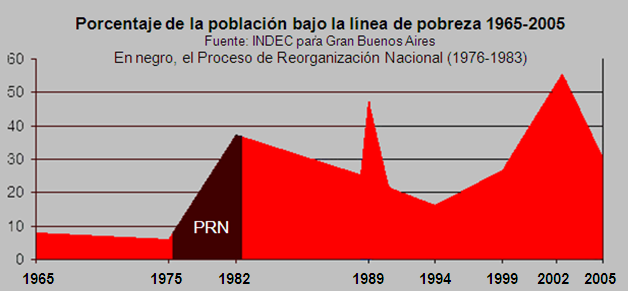 Porcentaje de la población bajo la línea de pobreza 1965-2005
Fuente: INDEC para Gran Buenos Aires
En negro, el Proceso de Reorganización Nacional (1976-1983)
60
50
40
30
20
10
0
PRN
1965 1975 1982 1989 1994 1999 2002 2005